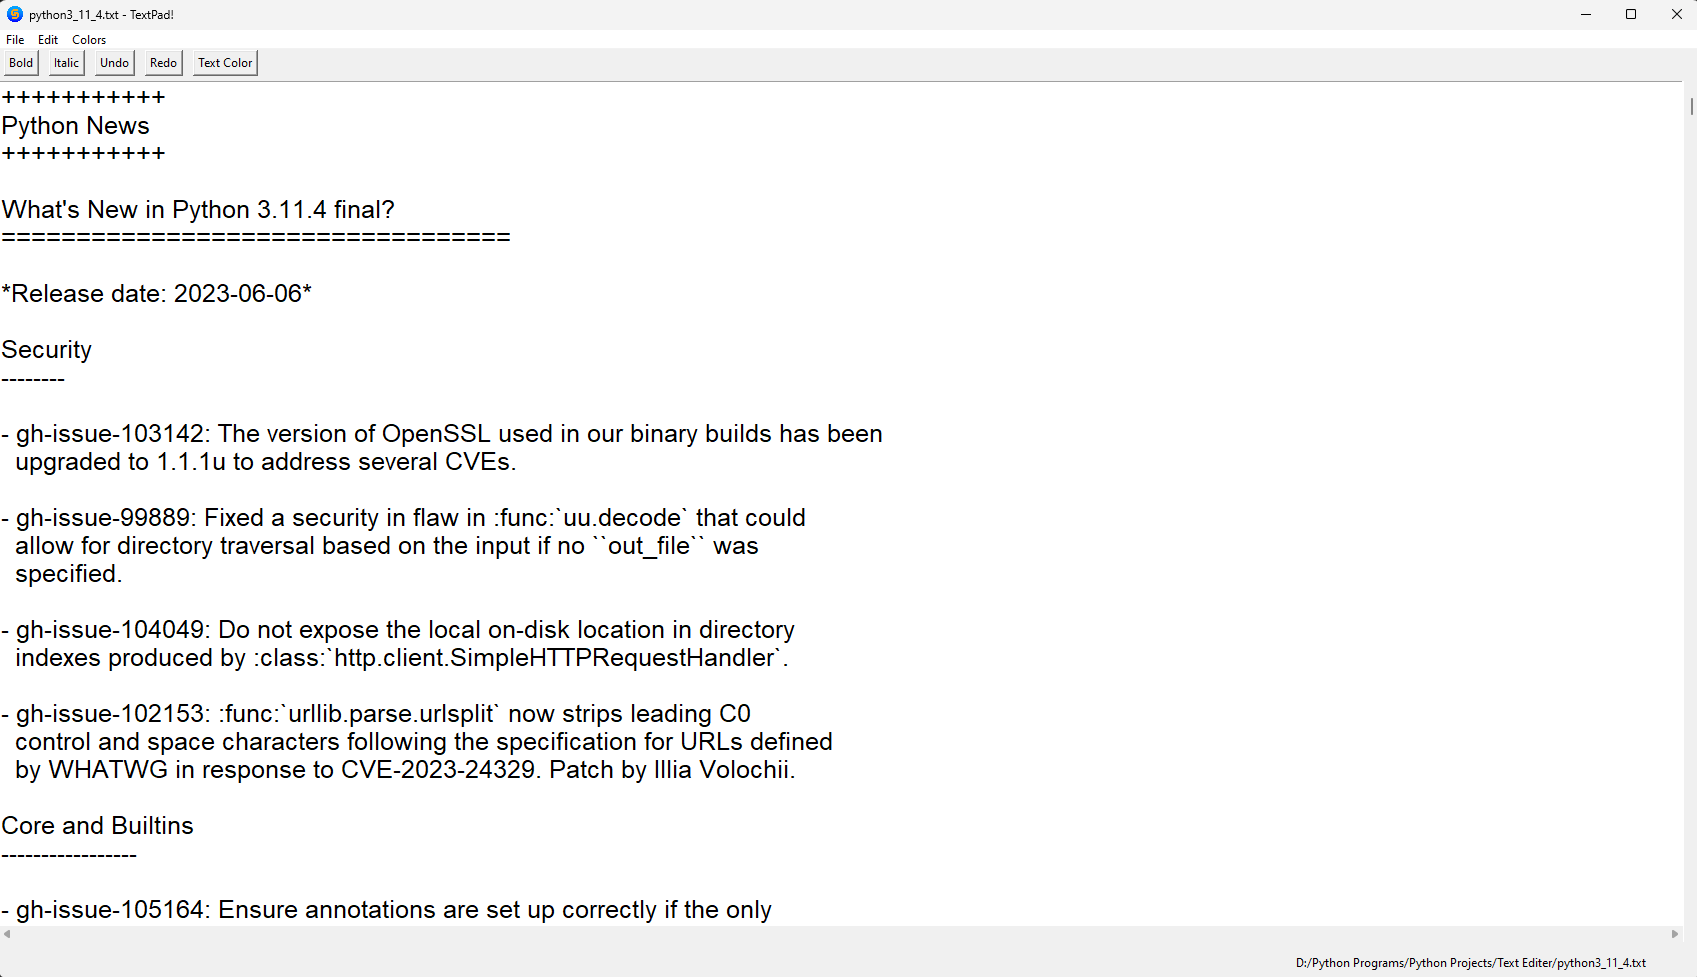 python3_11_4.txt - TextPad!
File Edit Colors
Bold Italic Undo Redo Text Color
+++++++++++
Python News
+++++++++++
What's New in Python 3.11.4 final?
==================================
*Release date: 2023-06-06*
Security
--------
- gh-issue-103142: The version of OpenSSL used in our binary builds has been
upgraded to 1.1.1u to address several CVEs.
- gh-issue-99889: Fixed a security in flaw in :func:`uu.decode` that could
allow for directory traversal based on the input if no ``out_file`` was
specified.
- gh-issue-104049: Do not expose the local on-disk location in directory
indexes produced by :class:`http.client.SimpleHTTPRequestHandler`.
- gh-issue-102153: :func:`urllib.parse.urlsplit` now strips leading C0
control and space characters following the specification for URLs defined
by WHATWG in response to CVE-2023-24329. Patch by Illia Volochii.
Core and Builtins
-----------------
- gh-issue-105164: Ensure annotations are set up correctly if the only
D:/Python Programs/Python Projects/Text Editer/python3_11_4.txt